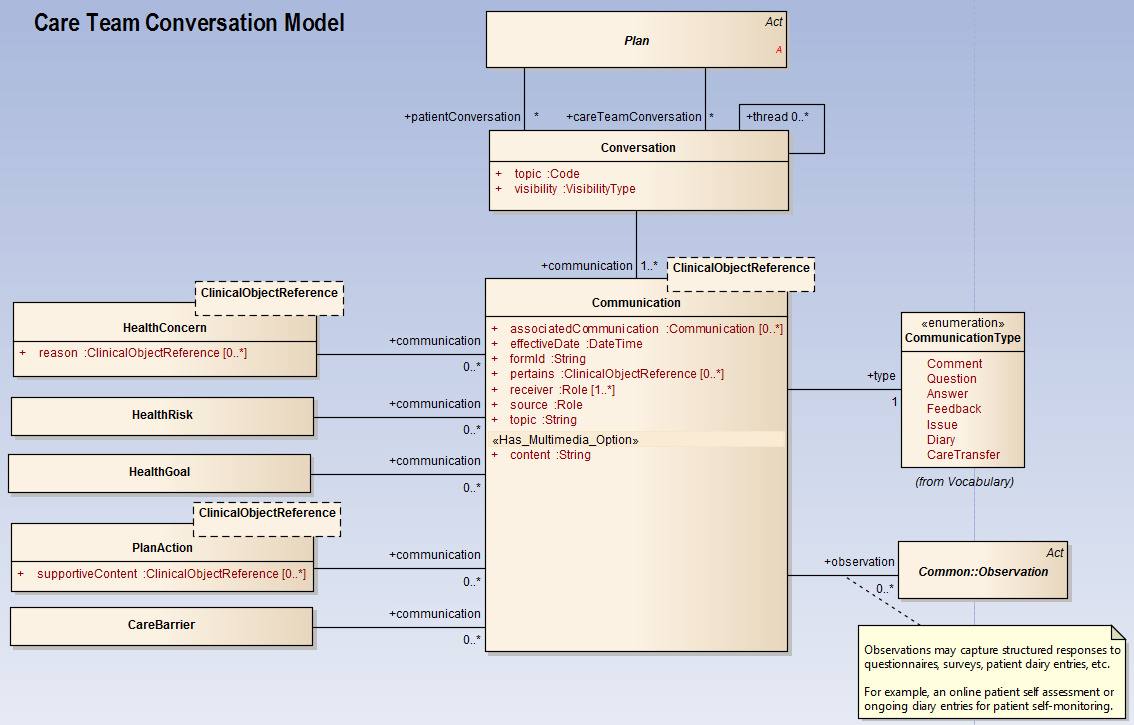 Care Team Conversation Model
Act
Plan
A
+patientConversation
*
+careTeamConversation
*
+thread 0..*
Conversation
+ topic :Code
+ visibility :VisibilityType
+communication
1..*
ClinicalObjectReference
Communication
+ associatedCommunication :Communication [0..*]
+ effectiveDate :DateTime
+ formId :String
+ pertains :ClinicalObjectReference [0..*]
+ receiver :Role [1..*]
+ source :Role
+ topic :String
«Has_Multimedia_Option»
+ content :String
ClinicalObjectReference
HealthConcern
+ reason :ClinicalObjectReference [0..*]
+communication
0..*
HealthRisk
+communication
0..*
HealthGoal
+communication
0..*
ClinicalObjectReference
PlanAction
+ supportiveContent :ClinicalObjectReference [0..*]
+communication
0..*
CareBarrier
+communication
0..*
+type
1
«enumeration»
CommunicationType
Comment
Question
Answer
Feedback
Issue
Diary
CareTransfer
(from Vocabulary)
+observation
0..*
Act
Common::Observation
Observations may capture structured responses to
questionnaires, surveys, patient dairy entries, etc.
For example, an online patient self assessment or
ongoing diary entries for patient self-monitoring.